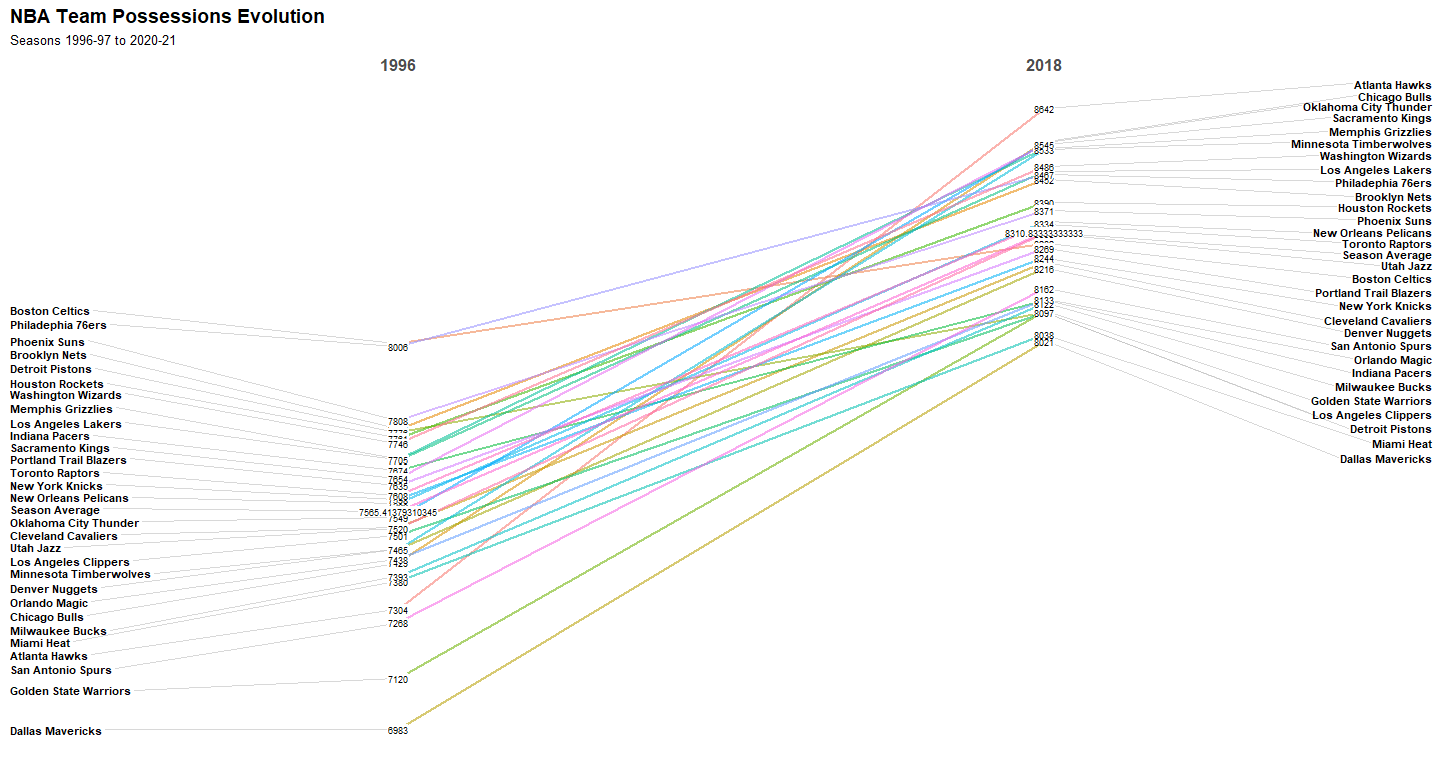 NBA Team Possessions Evolution
Seasons 1996-97 to 2020-21
1996
2018
Boston Celtics
Philadephia 76ers
Phoenix Suns
Brooklyn Nets
Detroit Pistons
Houston Rockets
Washington Wizards
Memphis Grizzlies
Los Angeles Lakers
Indiana Pacers
Sacramento Kings
Portland Trail Blazers
Toronto Raptors
New York Knicks
New Orleans Pelicans
Season Average
Oklahoma City Thunder
Cleveland Cavaliers
Utah Jazz
Los Angeles Clippers
Minnesota Timberwolves
Denver Nuggets
Orlando Magic
Chicago Bulls
Milwaukee Bucks
Miami Heat
Atlanta Hawks
San Antonio Spurs
Golden State Warriors
Dallas Mavericks
8006
7808
7746
7705
7674
7654
7635
7608
7565.41379310345
7549
7520
7501
7465
7428
7393
7380
7304
7268
7120
6983
8642
8546
8533
8486
8467
8452
8390
8371
8334
8310.83333333333
8269
8244
8216
8162
8133
8122
8097
8038
8021
Atlanta Hawks
Chicago Bulls
Oklahoma City Thunder
Sacramento Kings
Memphis Grizzlies
Minnesota Timberwolves
Washington Wizards
Los Angeles Lakers
Philadephia 76ers
Brooklyn Nets
Houston Rockets
Phoenix Suns
New Orleans Pelicans
Toronto Raptors
Season Average
Utah Jazz
Boston Celtics
Portland Trail Blazers
New York Knicks
Cleveland Cavaliers
Denver Nuggets
San Antonio Spurs
Orlando Magic
Indiana Pacers
Milwaukee Bucks
Golden State Warriors
Los Angeles Clippers
Detroit Pistons
Miami Heat
Dallas Mavericks